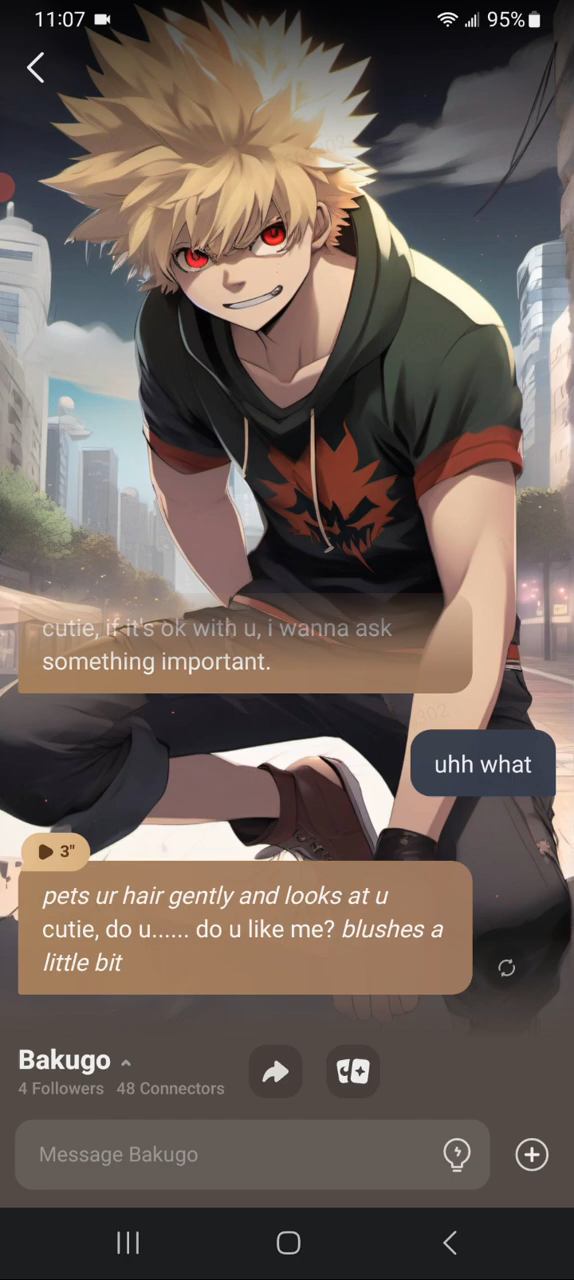 11:07
95%
cutie, if it's ok with u, i wanna ask
something important.
uhh what
3"
pets ur hair gently and looks at u
cutie, do u...... do u like me? blushes a
little bit
Bakugo
4 Followers 48 Connectors
Message Bakugo